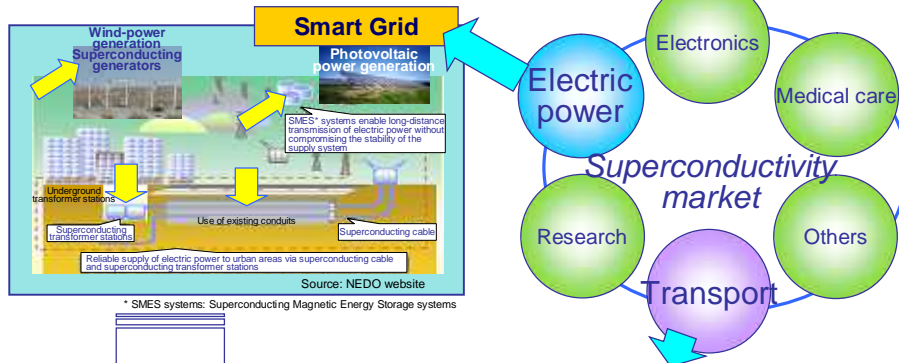 Smart Grid
Wind-power
generation
Superconducting
generators
Photovoltaic
power generation
SMES* systems enable long-distance
transmission of electric power without
compromising the stability of the
supply system
Underground
transformer stations
Superconducting
transformer stations
Use of existing conduits
Superconducting cable
Reliable supply of electric power to urban areas via superconducting cable
and superconducting transformer stations
Source: NEDO website
* SMES systems: Superconducting Magnetic Energy Storage systems
Electronics
Electric
power
Medical care
Superconductivity
market
Research
Others
Transport